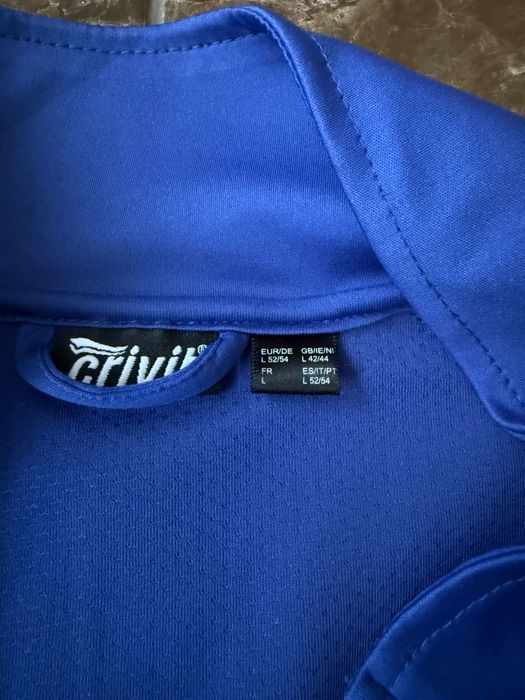 crivit®
EUR/DE GB/IE/NI
L 52/54 L 42/44
FR ES/IT/PT
L L 52/54